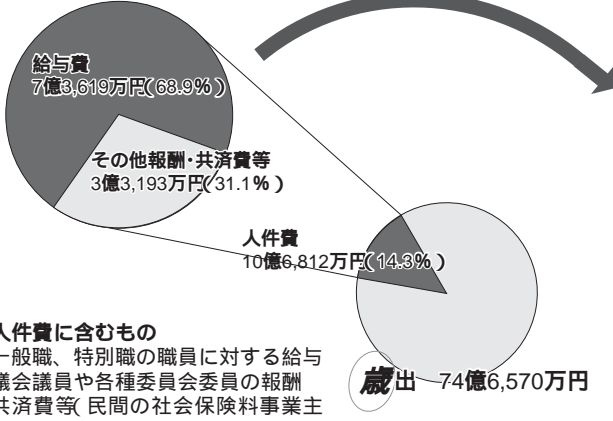 給与費
7億3,619万円(68.9%)
その他報酬・共済費等
3億3,193万円(31.1%)
人件費
10億6,812万円(14.3%)
人件費に含むもの
一般職、特別職の職員に対する給与
議会議員や各種委員会委員の報酬
共済費等(民間の社会保険料事業主
歳出 74億6,570万円